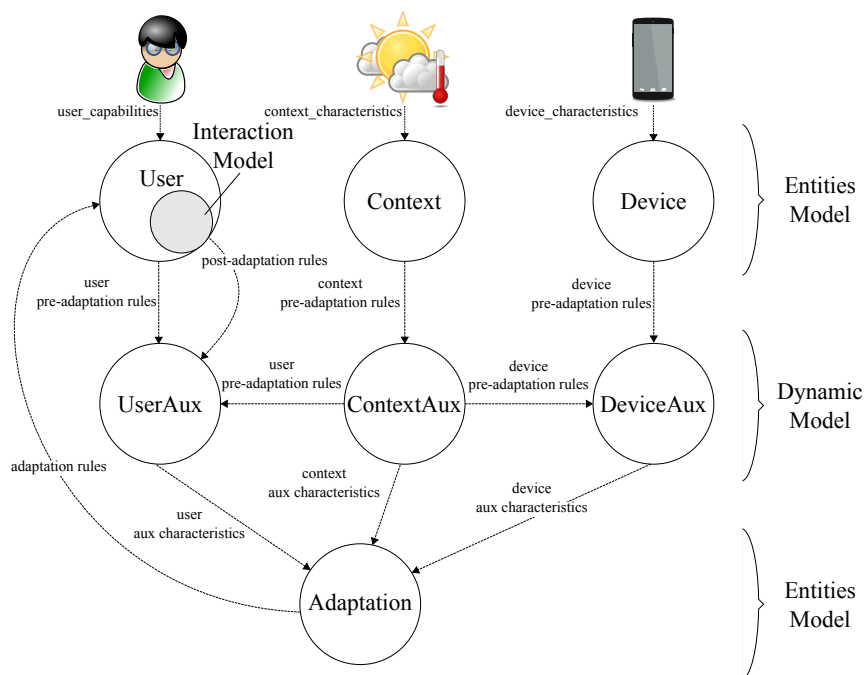 user_capabilities
context_characteristics
device_characteristics
Interaction
Model
User
Context
Device
Entities
Model
post-adaptation rules
user
pre-adaptation rules
context
pre-adaptation rules
device
pre-adaptation rules
user
pre-adaptation rules
device
pre-adaptation rules
UserAux
ContextAux
DeviceAux
Dynamic
Model
adaptation rules
context
aux characteristics
user
aux characteristics
device
aux characteristics
Adaptation
Entities
Model